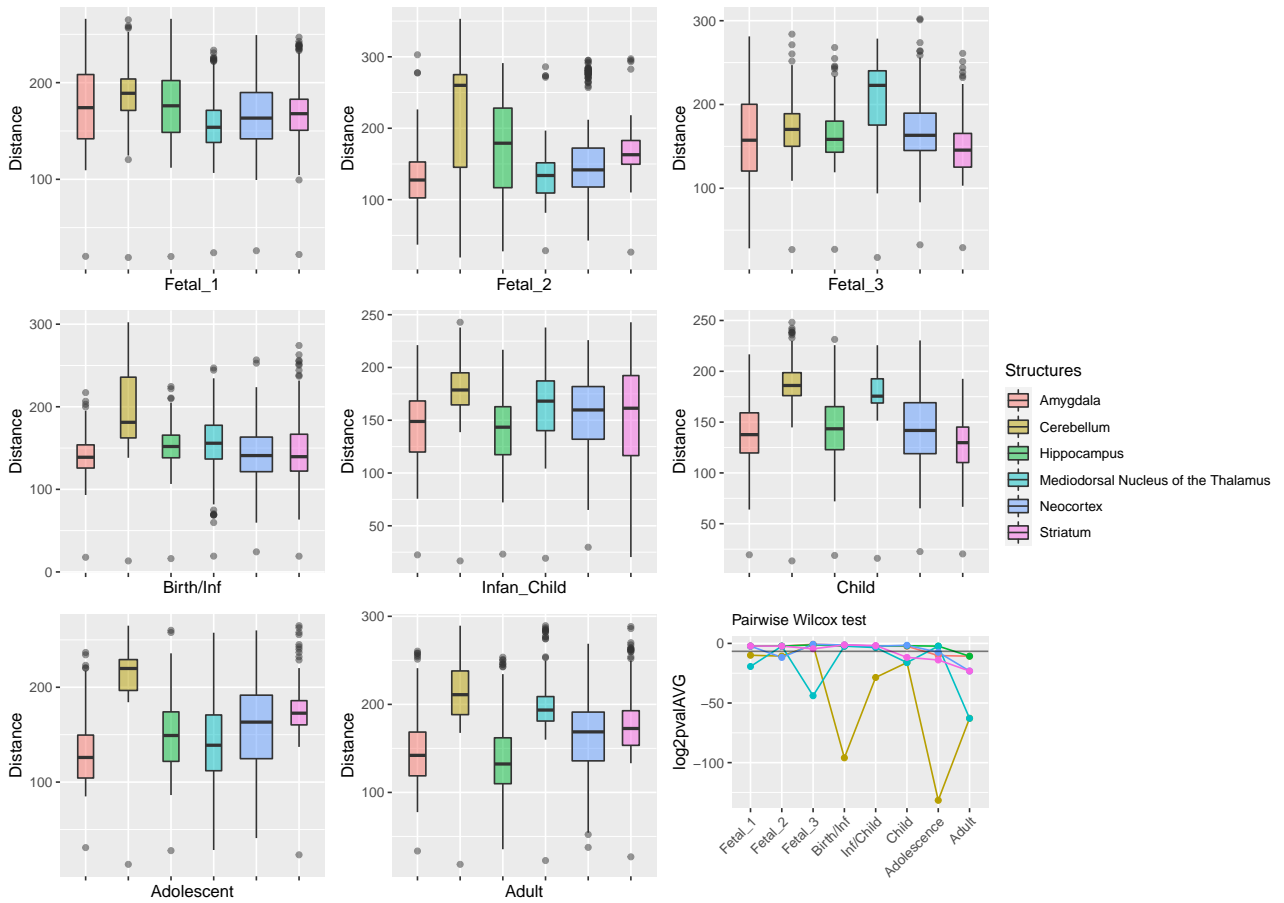 Distance
200
100
Fetal_1
Distance
300
200
100
Fetal_2
Distance
300
200
100
0
Fetal_3
Distance
300
200
100
0
Birth/Inf
Distance
250
200
150
100
50
Infan_Child
Distance
250
200
150
100
50
Child
Structures
Amygdala
Cerebellum
Hippocampus
Mediodorsal Nucleus of the Thalamus
Neocortex
Striatum
Distance
200
100
0
Adolescent
Distance
300
200
100
0
Adult
Pairwise Wilcox test
log2pvalAVG
0
−50
−100
Fetal_1
Fetal_2
Fetal_3
Birth/Inf
Inf/Child
Child
Adolescence
Adult